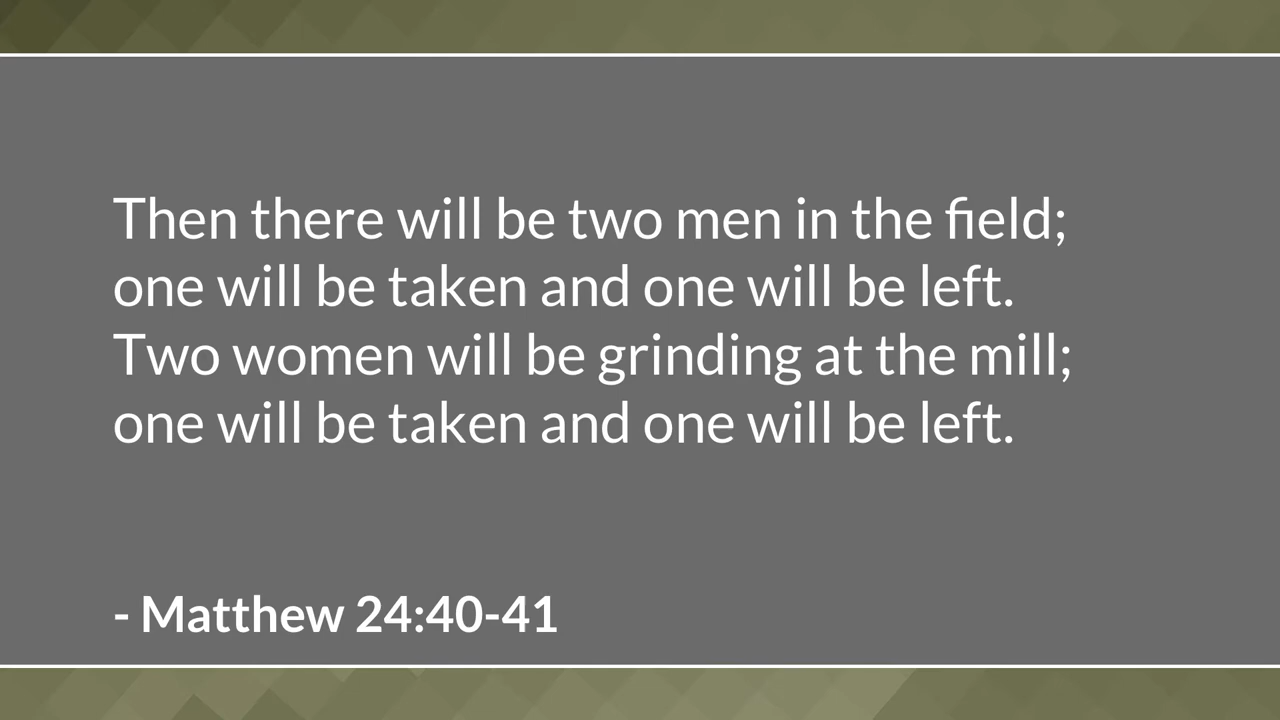 Then there will be two men in the field;
one will be taken and one will be left.
Two women will be grinding at the mill;
one will be taken and one will be left.
- Matthew 24:40-41